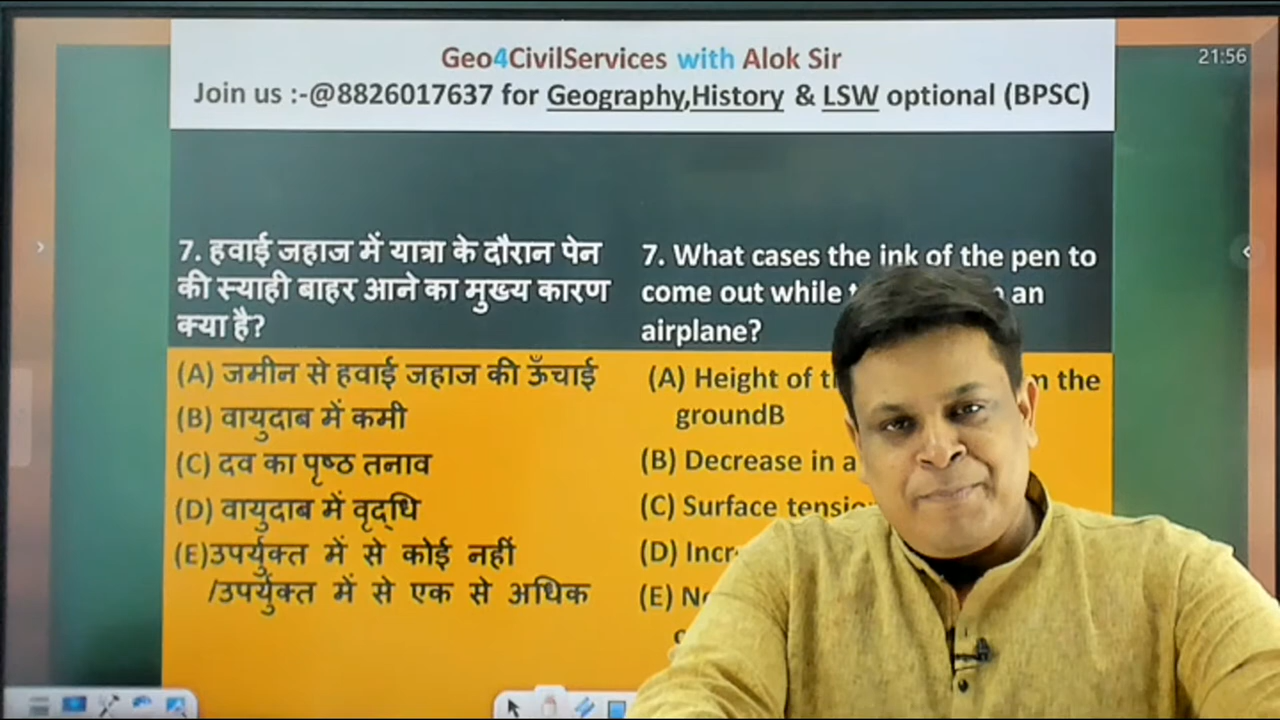 Geo4CivilServices with Alok Sir
Join us :-@8826017637 for Geography,History & LSW optional (BPSC)
21:56
7. हवाई जहाज में यात्रा के दौरान पेन
की स्याही बाहर आने का मुख्य कारण
क्या है?
(A) जमीन से हवाई जहाज की ऊँचाई
(B) वायुदाब में कमी
(C) दव का पृष्ठ तनाव
(D) वायुदाब में वृद्धि
(E)उपर्युक्त में से कोई नहीं
/उपर्युक्त में से एक से अधिक
7. What cases the ink of the pen to
come out while an
airplane?
(A) Height of the
groundB
(B) Decrease in
(C) Surface
(D)
(E)